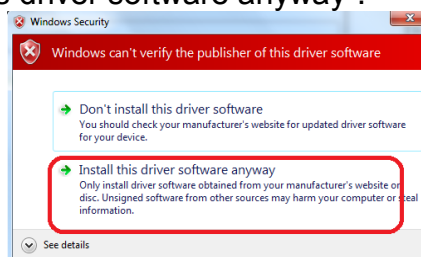 s driver software anyway .
Windows Security
Windows can't verify the publisher of this driver software
Don't install this driver software
You should check your manufacturer's website for updated driver software
for your device.
Install this driver software anyway
Only install driver software obtained from your manufacturer's website or
disc. Unsigned software from other sources may harm your computer or steal
information.
See details